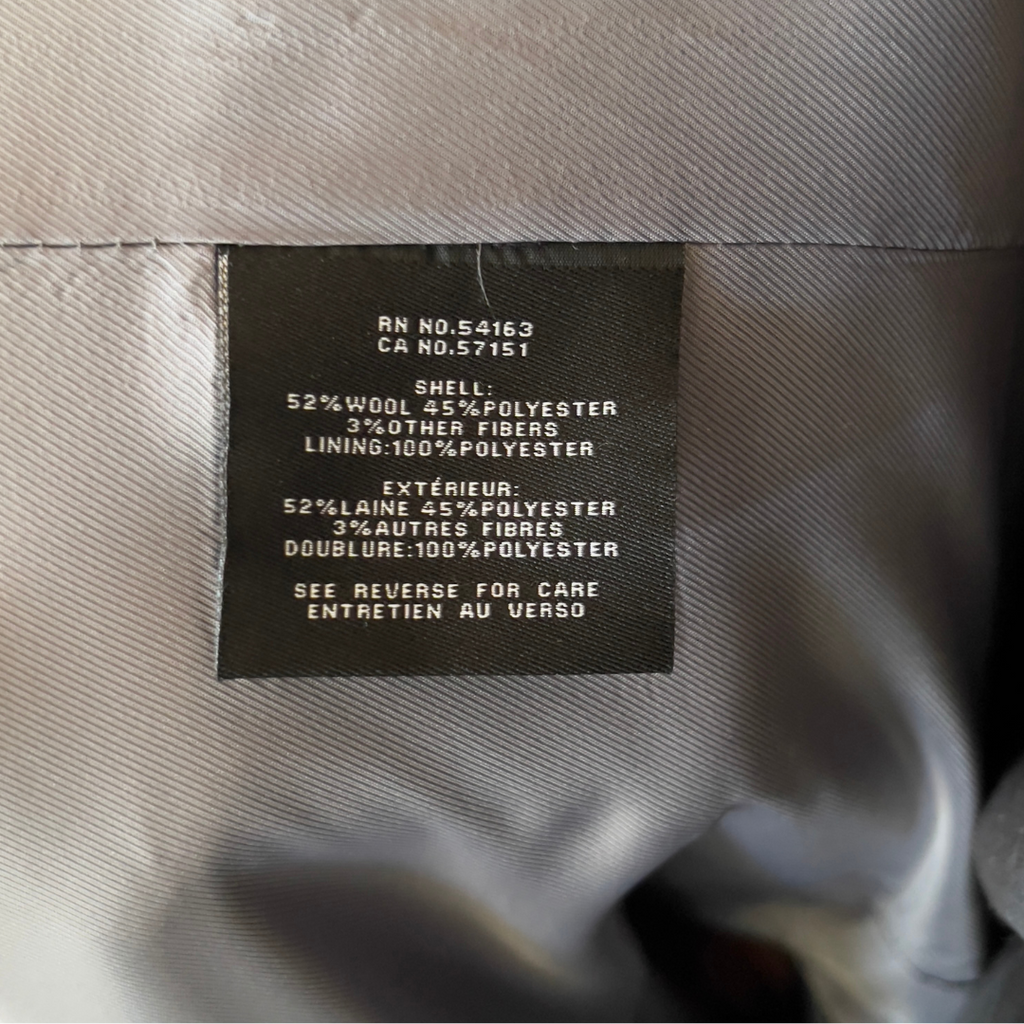 RN NO.54163
CA NO.57151
SHELL:
52%WOOL 45%POLYESTER
3%OTHER FIBERS
LINING:100%POLYESTER
EXTÉRIEUR:
52%LAINE 45%POLYESTER
3%AUTRES FIBRES
DOUBLURE:100%POLYESTER
SEE REVERSE FOR CARE
ENTRETIEN AU VERSO